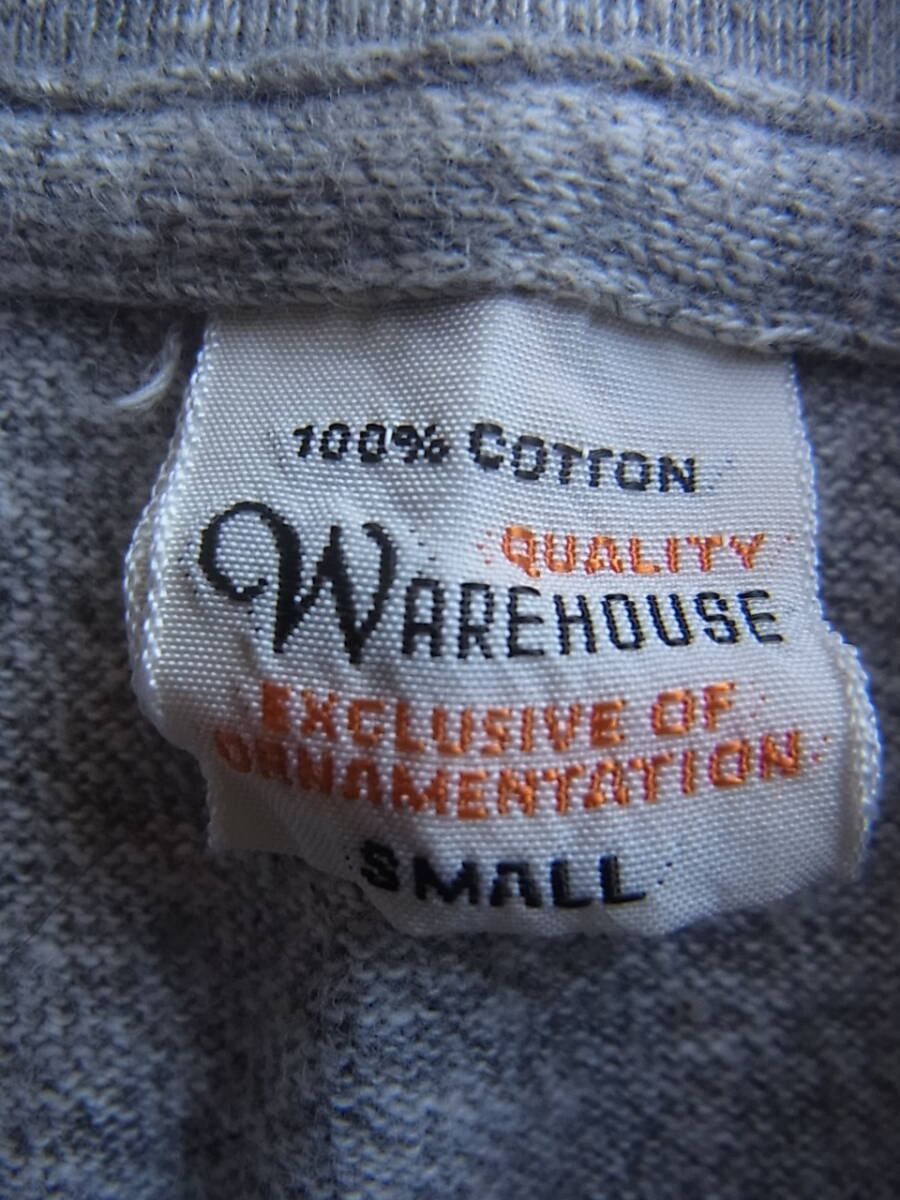 100% COTTON
QUALITY
WAREHOUSE
EXCLUSIVE OF
ORNAMENTATION
SMALL